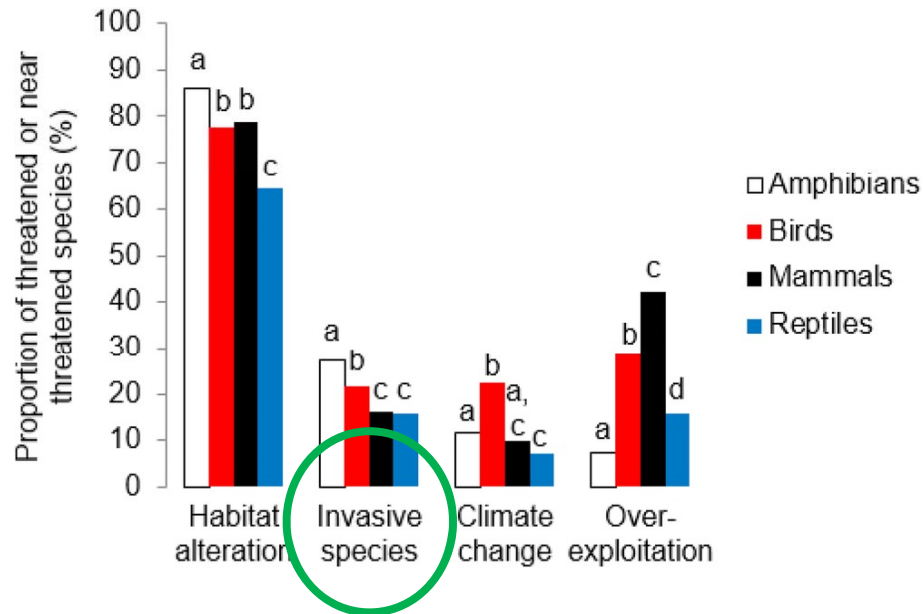 Proportion of threatened or near
threatened species (%)
100
90
80
70
60
50
40
30
20
10
0
a
b b
c
a
b
c c
a
b
a,
c c
a
b
c
d
Habitat
alteration
Invasive
species
Climate
change
Over-
exploitation
Amphibians
Birds
Mammals
Reptiles